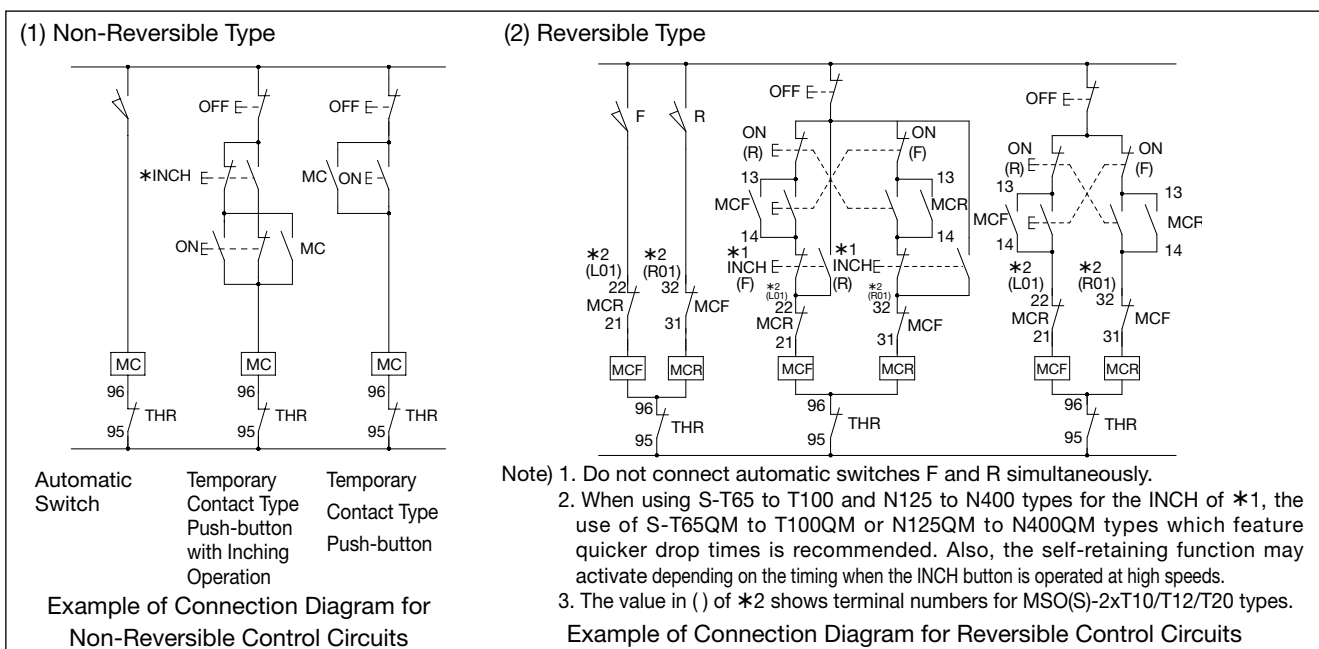 (1) Non-Reversible Type
OFF
OFF
∗INCH
MC
ON
ON
MC
MC
MC
MC
96
96
96
THR
THR
THR
95
95
95
Automatic
Switch
Temporary
Contact Type
Push-button
with Inching
Operation
Temporary
Contact Type
Push-button
Example of Connection Diagram for
Non-Reversible Control Circuits
(2) Reversible Type
F
R
∗2
(L01)
∗2
(R01)
22
32
MCR
MCF
21
31
MCF
MCR
96
THR
95
OFF
ON
(R)
ON
(F)
13
13
MCF
MCR
14
14
∗1
INCH
(F)
∗1
INCH
(R)
∗2
(L01)
∗2
(R01)
22
32
MCR
MCF
21
31
MCF
MCR
96
THR
95
OFF
ON
(R)
ON
(F)
13
13
MCF
MCR
14
14
∗2
(L01)
∗2
(R01)
22
32
MCR
MCF
21
31
MCF
MCR
96
THR
95
Note) 1. Do not connect automatic switches F and R simultaneously.
2. When using S-T65 to T100 and N125 to N400 types for the INCH of ∗1, the
use of S-T65QM to T100QM or N125QM to N400QM types which feature
quicker drop times is recommended. Also, the self-retaining function may
activate depending on the timing when the INCH button is operated at high speeds.
3. The value in ( ) of ∗2 shows terminal numbers for MSO(S)-2xT10/T12/T20 types.
Example of Connection Diagram for Reversible Control Circuits